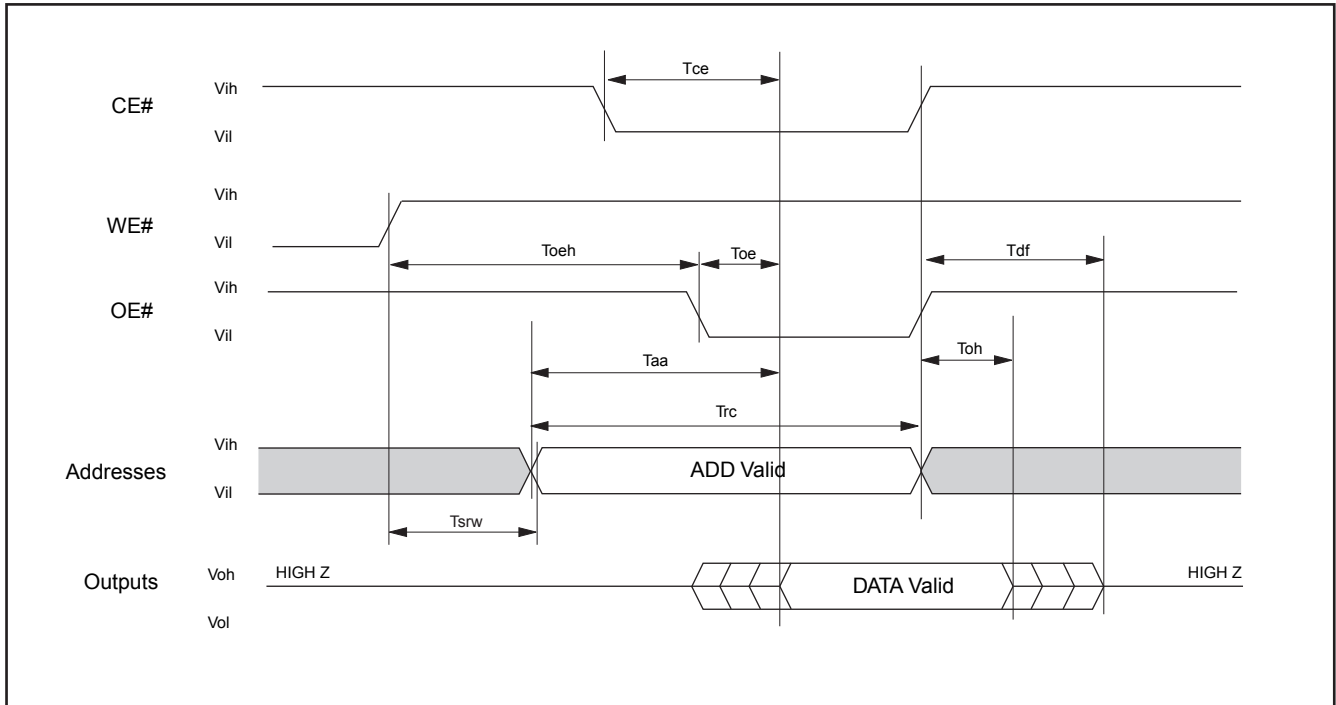 Tce
Vih
CE#
Vil
Vih
WE#
Vil
Toeh
Toe
Tdf
Vih
OE#
Vil
Toh
Taa
Trc
Vih
Addresses
ADD Valid
Vil
Tsrw
Outputs
Voh
HIGH Z
DATA Valid
HIGH Z
Vol